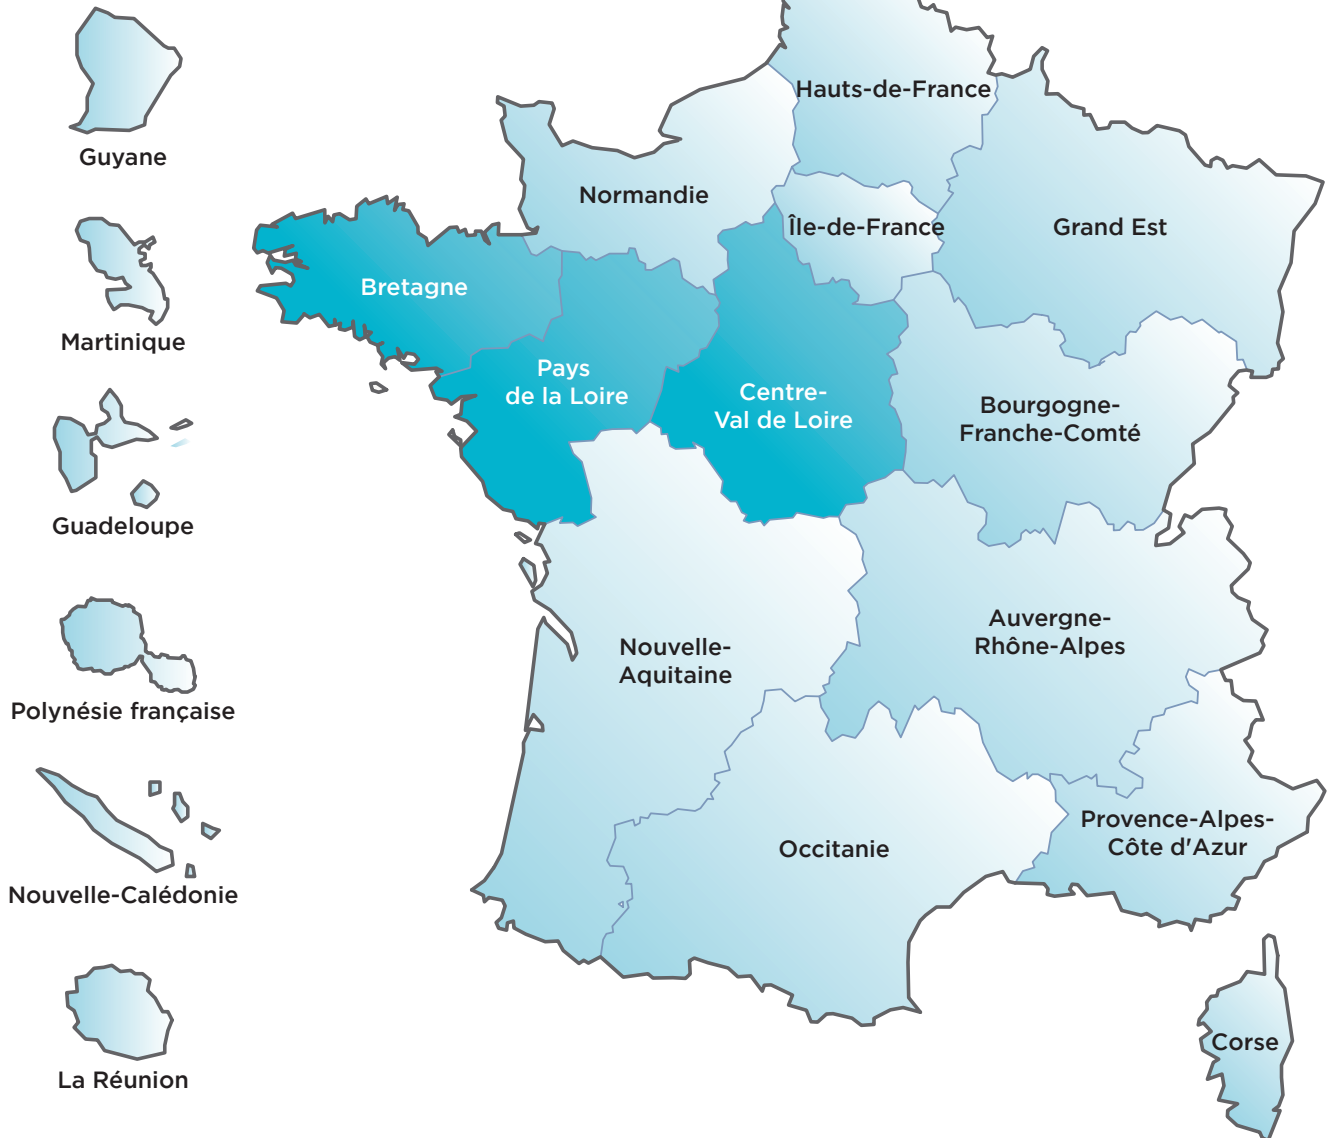 Guyane
Martinique
Guadeloupe
Polynésie française
Nouvelle-Calédonie
La Réunion
Hauts-de-France
Normandie
Île-de-France
Grand Est
Bretagne
Pays
de la Loire
Centre-
Val de Loire
Bourgogne-
Franche-Comté
Nouvelle-
Aquitaine
Auvergne-
Rhône-Alpes
Occitanie
Provence-Alpes-
Côte d'Azur
Corse